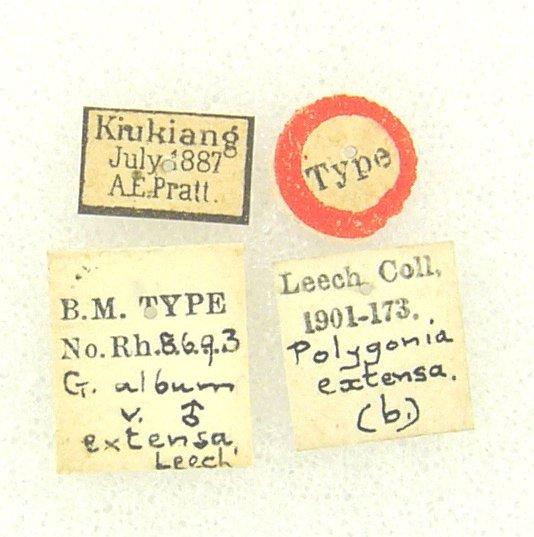 Kiukiang
July 1887
A.E.Pratt.
Type
B.M. TYPE
No. Rh.8693
G. album
v. ♂
extensa
Leech
Leech Coll,
1901-173.
Polygonia
extensa.
(b.)